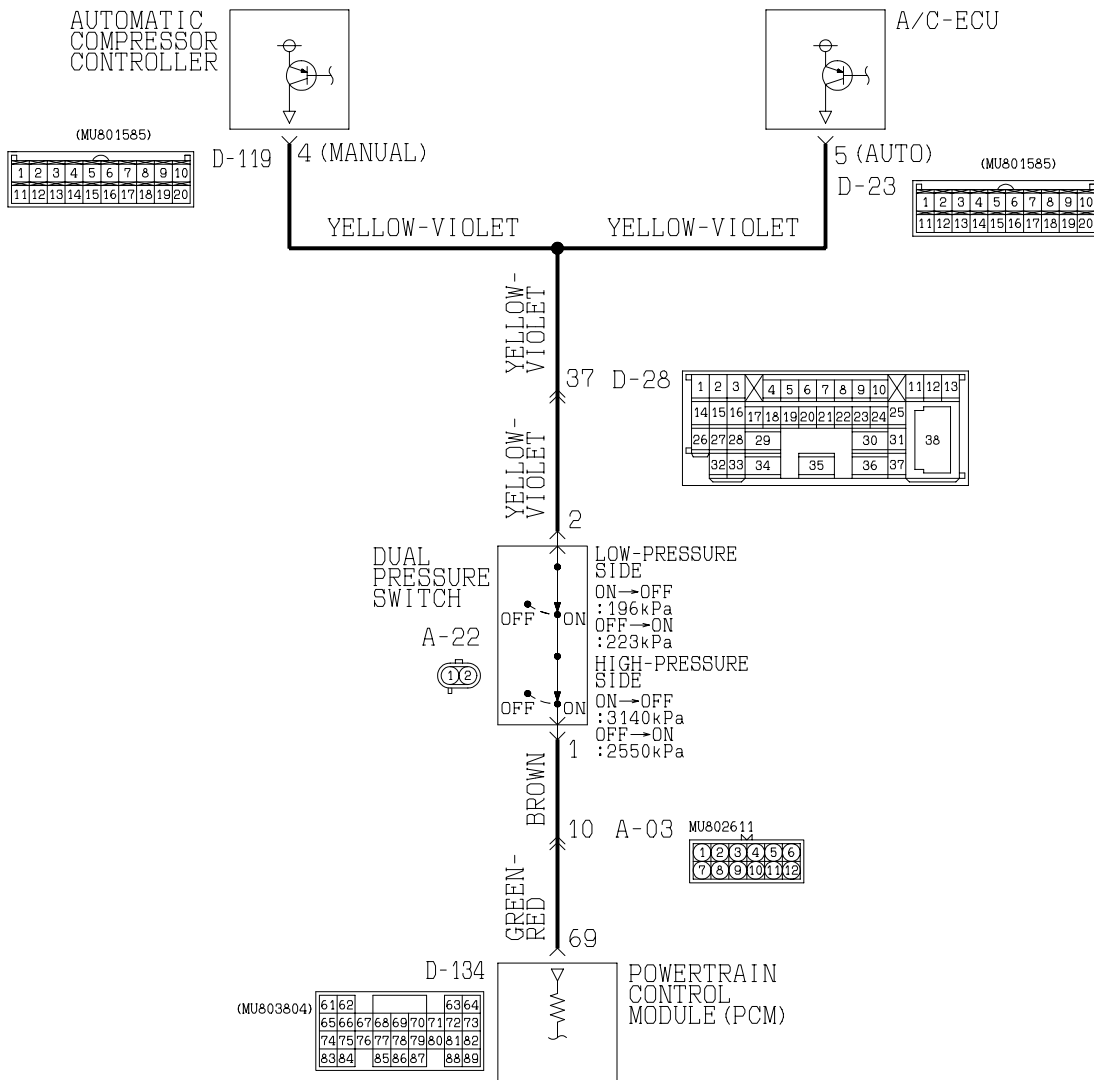 AUTOMATIC
COMPRESSOR
CONTROLLER
A/C-ECU
(MU801585)
D-119
4 (MANUAL)
5 (AUTO)
D-23
(MU801585)
1 2 3 4 5 6 7 8 9 10
11 12 13 14 15 16 17 18 19 20
1 2 3 4 5 6 7 8 9 10
11 12 13 14 15 16 17 18 19 20
YELLOW-VIOLET
YELLOW-VIOLET
YELLOW-
VIOLET
37 D-28
1 2 3 4 5 6 7 8 9 10 11 12 13
14 15 16 17 18 19 20 21 22 23 24 25
26 27 28 29 30 31 38
32 33 34 35 36 37
YELLOW-
VIOLET
2
DUAL
PRESSURE
SWITCH
A-22
1 2
LOW-PRESSURE
SIDE
ON→OFF
:196kPa
OFF→ON
:223kPa
OFF ON
HIGH-PRESSURE
SIDE
ON→OFF
:3140kPa
OFF→ON
:2550kPa
OFF ON
1
BROWN
10 A-03
MU802611
1 2 3 4 5 6
7 8 9 10 11 12
GREEN-
RED
69
D-134
(MU803804)
61 62 63 64
65 66 67 68 69 70 71 72 73
74 75 76 77 78 79 80 81 82
83 84 85 86 87 88 89
POWERTRAIN
CONTROL
MODULE (PCM)